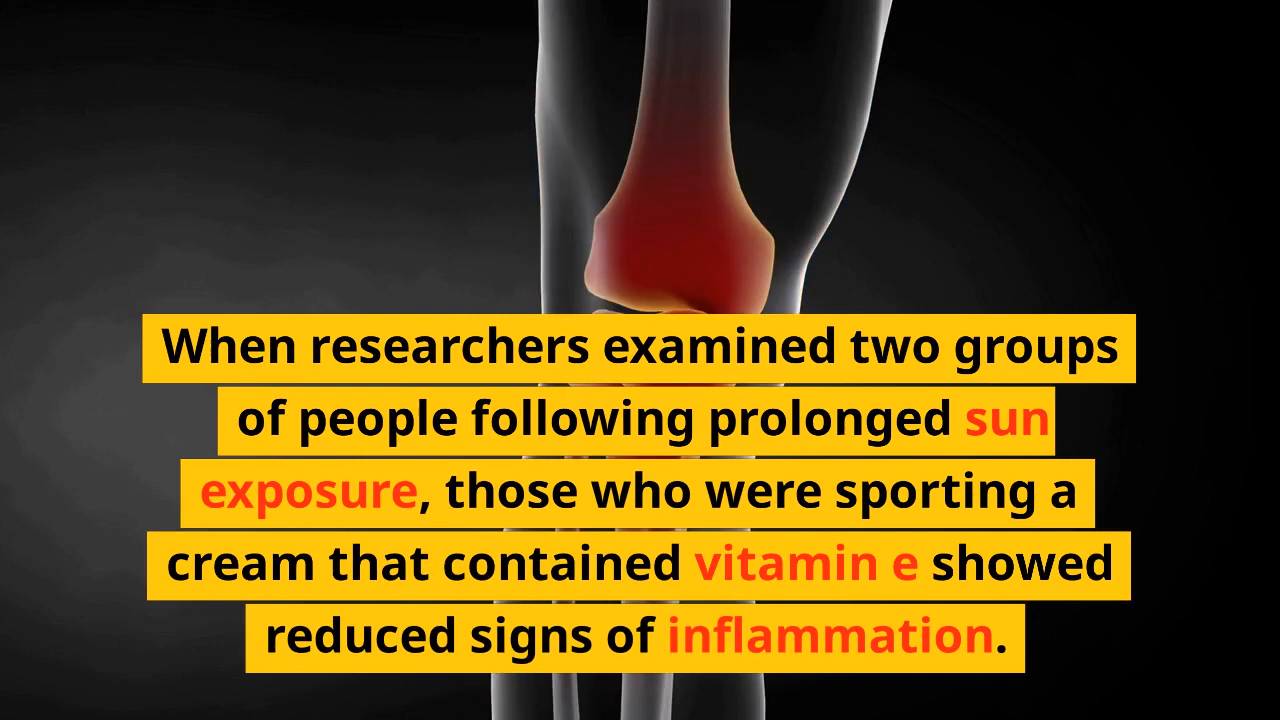 When researchers examined two groups
of people following prolonged sun
exposure, those who were sporting a
cream that contained vitamin e showed
reduced signs of inflammation.